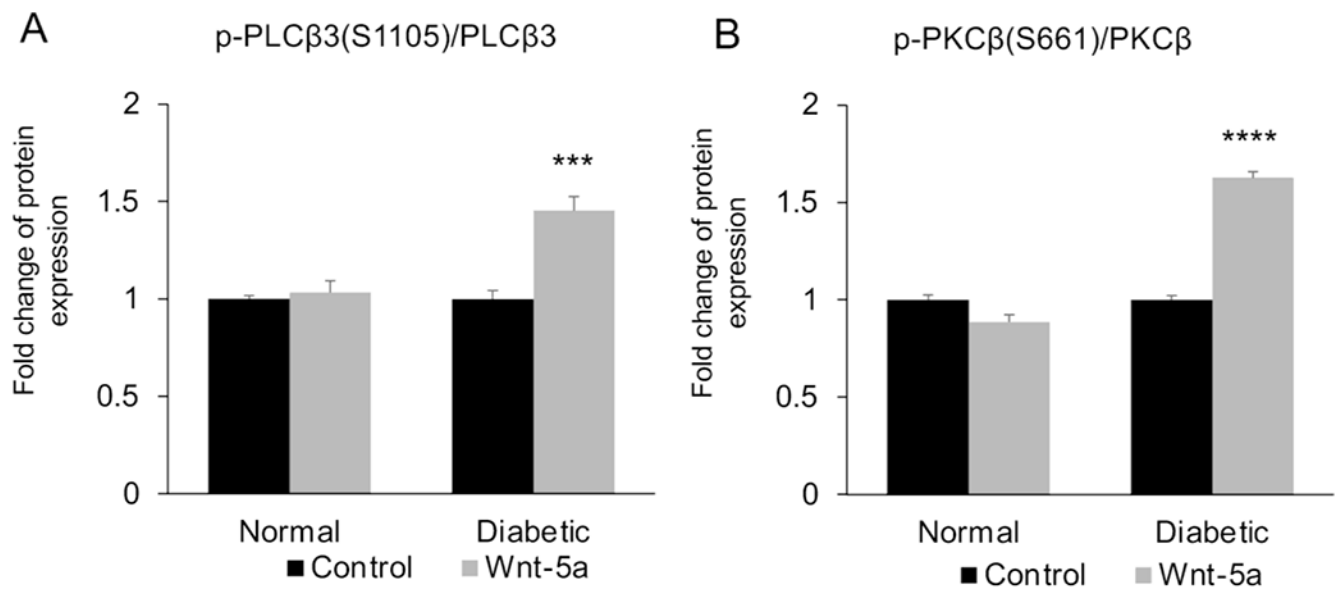 A
p-PLCβ3(S1105)/PLCβ3
Fold change of protein
expression
2
1.5
1
0.5
0
***
Normal
Diabetic
Control
Wnt-5a
B
p-PKCβ(S661)/PKCβ
Fold change of protein
expression
2
1.5
1
0.5
0
****
Normal
Diabetic
Control
Wnt-5a